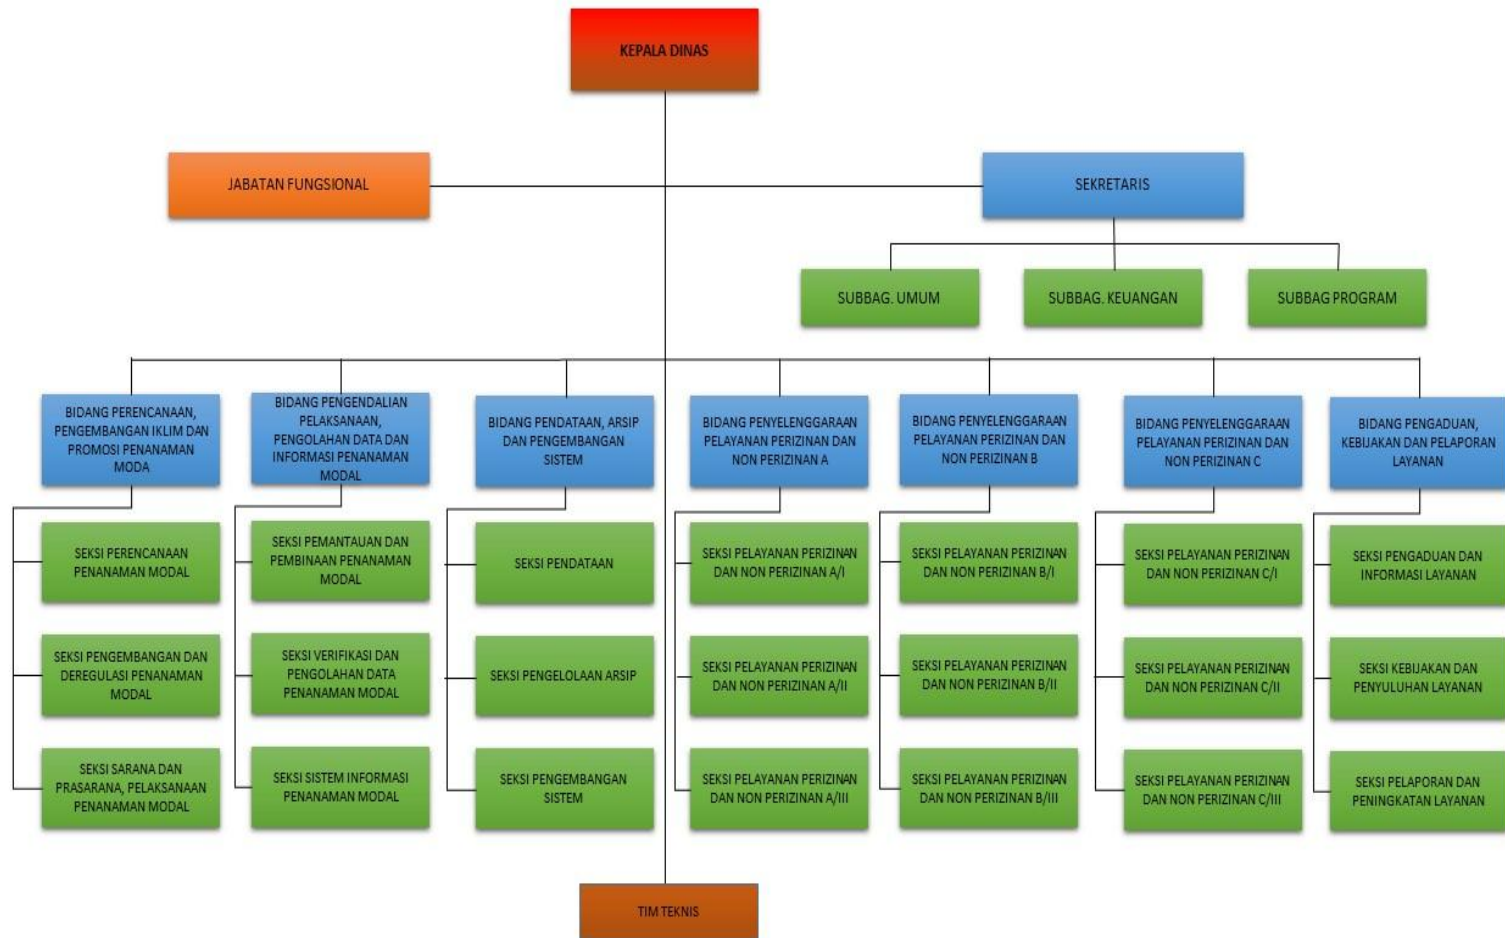 KEPALA DINAS
JABATAN FUNGSIONAL
SEKRETARIS
SUBBAG. UMUM
SUBBAG. KEUANGAN
SUBBAG PROGRAM
BIDANG PERENCANAAN,
PENGEMBANGAN IKLIM DAN
PROMOSI PENANAMAN
MODA
BIDANG PENGENDALIAN
PELAKSANAAN,
PENGOLAHAN DATA DAN
INFORMASI PENANAMAN
MODAL
BIDANG PENDATAAN, ARSIP
DAN PENGEMBANGAN
SISTEM
BIDANG PENYELENGGARAAN
PELAYANAN PERIZINAN DAN
NON PERIZINAN A
BIDANG PENYELENGGARAAN
PELAYANAN PERIZINAN DAN
NON PERIZINAN B
BIDANG PENYELENGGARAAN
PELAYANAN PERIZINAN DAN
NON PERIZINAN C
BIDANG PENGADUAN,
KEBIJAKAN DAN PELAPORAN
LAYANAN
SEKSI PERENCANAAN
PENANAMAN MODAL
SEKSI PEMANTAUAN DAN
PEMBINAAN PENANAMAN
MODAL
SEKSI PENDATAAN
SEKSI PELAYANAN PERIZINAN
DAN NON PERIZINAN A/I
SEKSI PELAYANAN PERIZINAN
DAN NON PERIZINAN B/I
SEKSI PELAYANAN PERIZINAN
DAN NON PERIZINAN C/I
SEKSI PENGADUAN DAN
INFORMASI LAYANAN
SEKSI PENGEMBANGAN DAN
DEREGULASI PENANAMAN
MODAL
SEKSI VERIFIKASI DAN
PENGOLAHAN DATA
PENANAMAN MODAL
SEKSI PENGELOLAAN ARSIP
SEKSI PELAYANAN PERIZINAN
DAN NON PERIZINAN A/II
SEKSI PELAYANAN PERIZINAN
DAN NON PERIZINAN B/II
SEKSI PELAYANAN PERIZINAN
DAN NON PERIZINAN C/II
SEKSI KEBIJAKAN DAN
PENYULUHAN LAYANAN
SEKSI SARANA DAN
PRASARANA, PELAKSANAAN
PENANAMAN MODAL
SEKSI SISTEM INFORMASI
PENANAMAN MODAL
SEKSI PENGEMBANGAN
SISTEM
SEKSI PELAYANAN PERIZINAN
DAN NON PERIZINAN A/III
SEKSI PELAYANAN PERIZINAN
DAN NON PERIZINAN B/III
SEKSI PELAYANAN PERIZINAN
DAN NON PERIZINAN C/III
SEKSI PELAPORAN DAN
PENINGKATAN LAYANAN
TIM TEKNIS